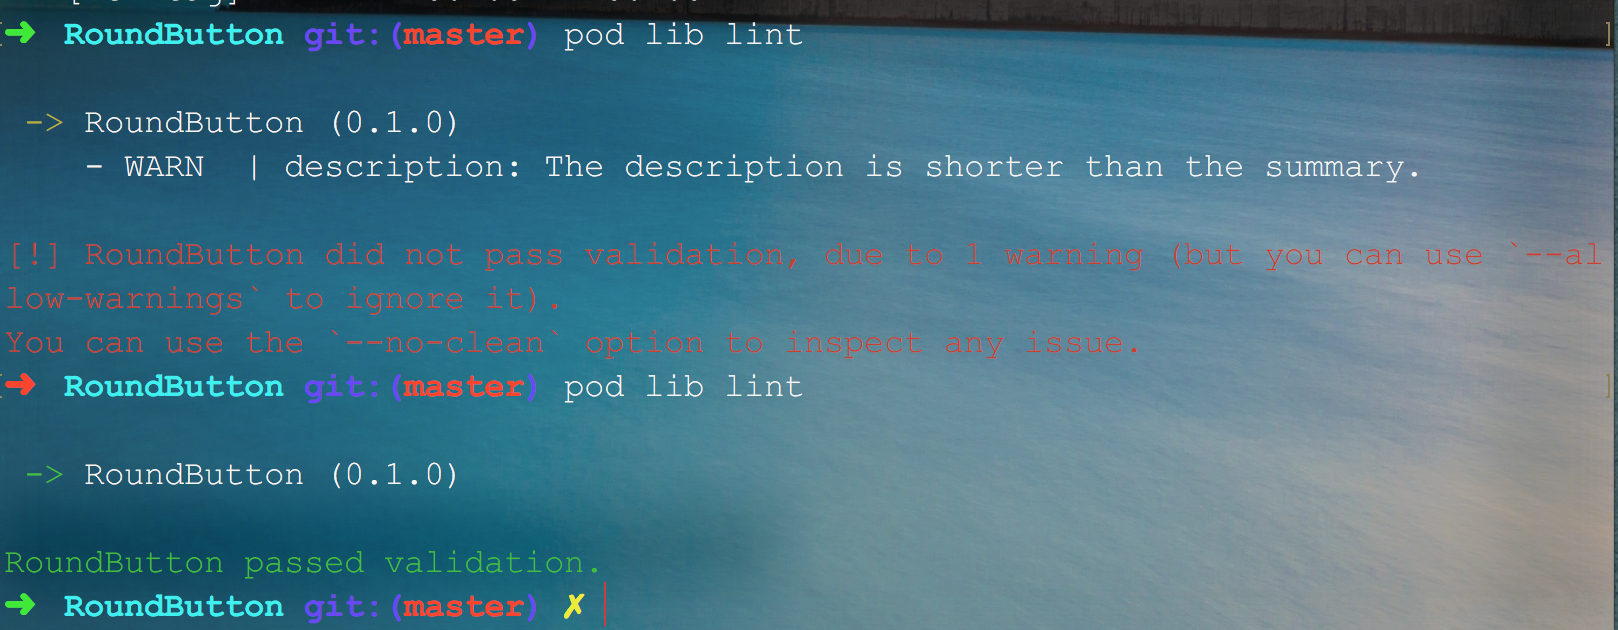 ➜ RoundButton git:(master) pod lib lint
-> RoundButton (0.1.0)
- WARN | description: The description is shorter than the summary.
[!] RoundButton did not pass validation, due to 1 warning (but you can use `--al
low-warnings` to ignore it).
You can use the `--no-clean` option to inspect any issue.
➜ RoundButton git:(master) pod lib lint
-> RoundButton (0.1.0)
RoundButton passed validation.
➜ RoundButton git:(master) ✗